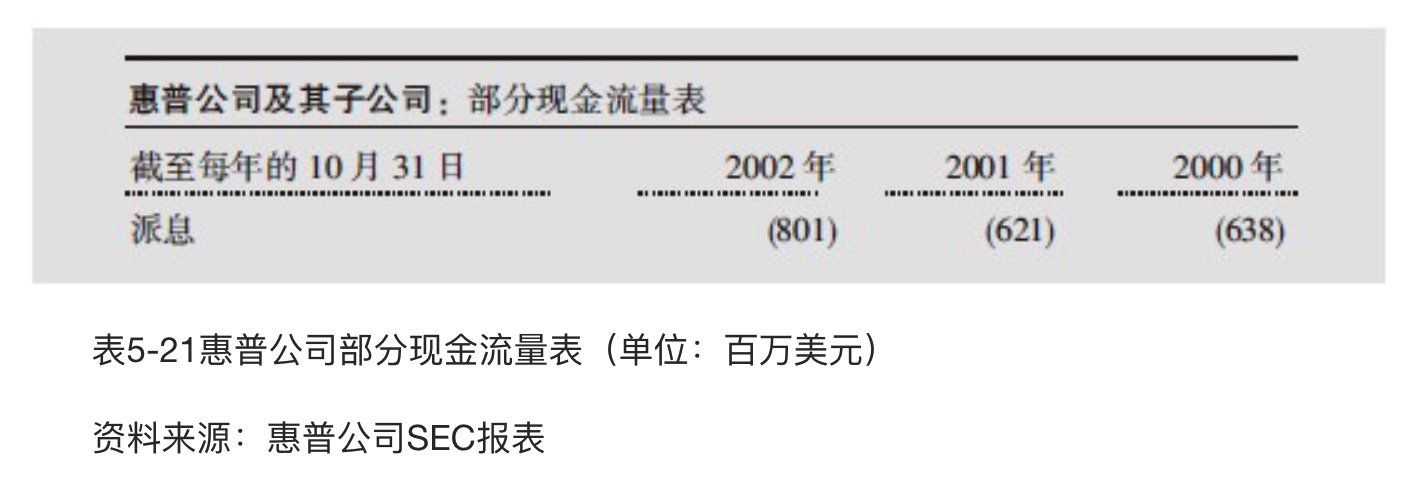 惠普公司及其子公司：部分现金流量表
截至每年的 10 月 31 日 2002 年 2001 年 2000 年
派息 (801) (621) (638)
表5-21惠普公司部分现金流量表（单位：百万美元）
资料来源：惠普公司SEC报表